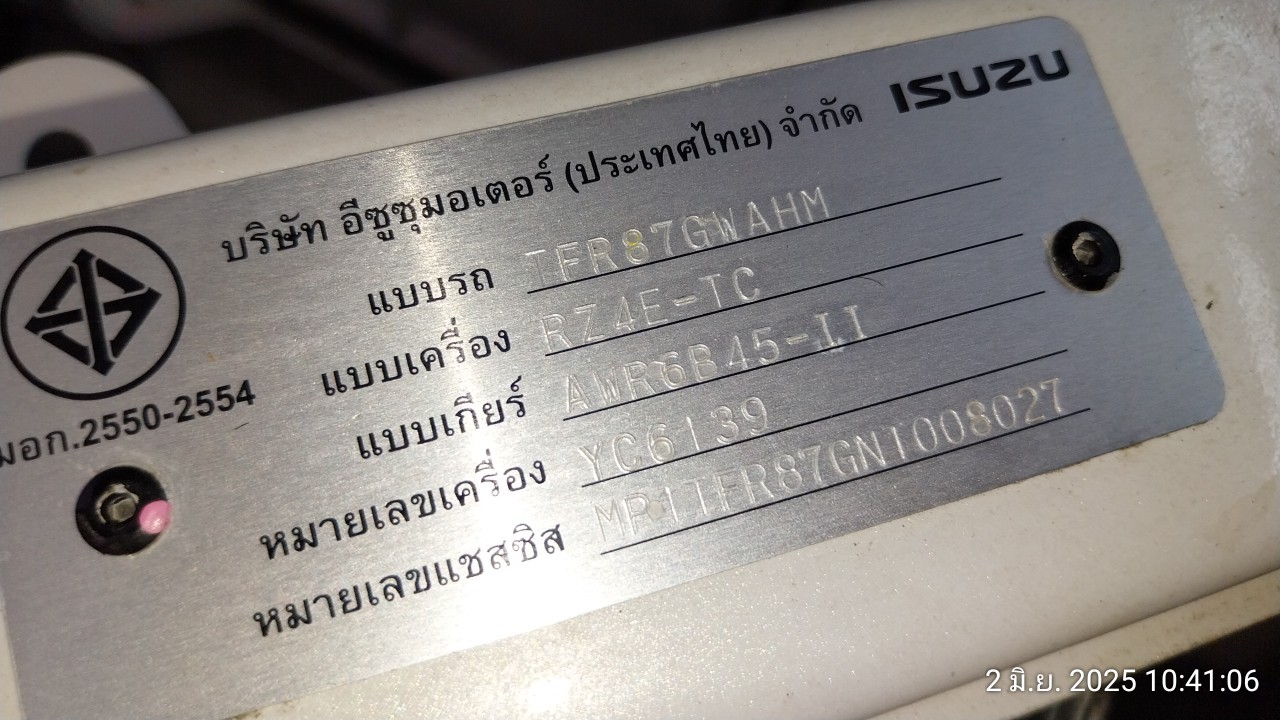 ISUZU
บริษัท อีซูซุมอเตอร์ (ประเทศไทย) จำกัด
แบบรถ TFR87GWAHM
แบบเครื่อง RZ4E-TC
แบบเกียร์ AWR6B45-II
หมายเลขเครื่อง YC6139
หมายเลขแชสซิส MP1TFR87GN1008027
มอก.2550-2554
2 มิ.ย. 2025 10:41:06